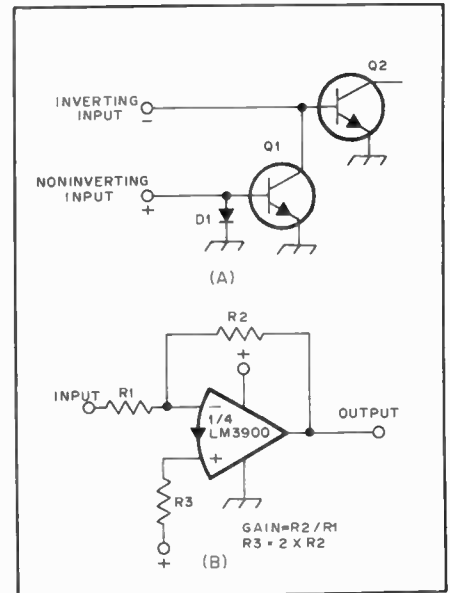 Q2
INVERTING
INPUT
−
Q1
NONINVERTING
INPUT
+
D1
(A)
R2
+
INPUT
R1
−
1/4
LM3900
OUTPUT
+
R3
GAIN=R2/R1
R3 = 2 X R2
+
(B)